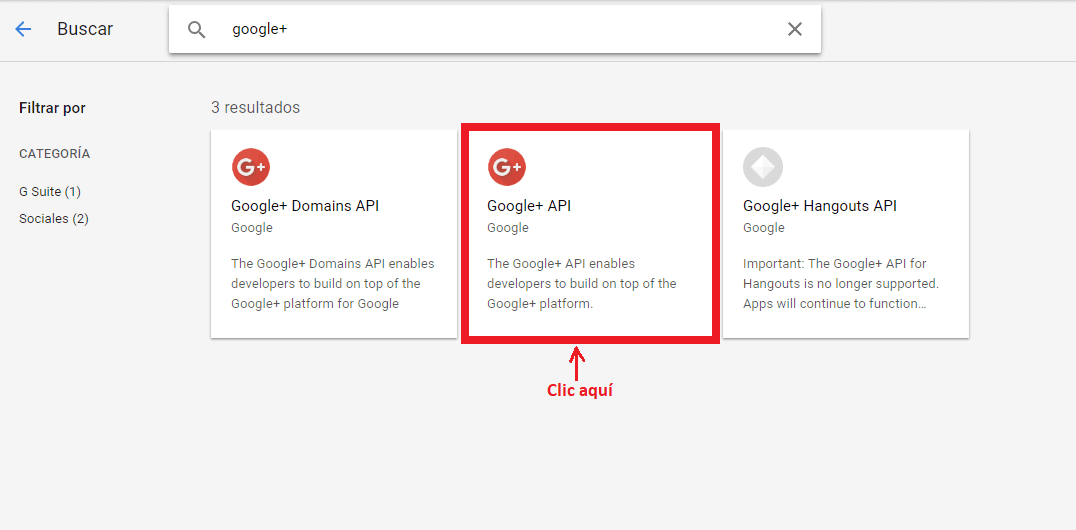 Buscar
google+
Filtrar por
CATEGORÍA
G Suite (1)
Sociales (2)
3 resultados
G+
Google+ Domains API
Google
The Google+ Domains API enables
developers to build on top of the
Google+ platform for Google
G+
Google+ API
Google
The Google+ API enables
developers to build on top of the
Google+ platform.
Google+ Hangouts API
Google
Important: The Google+ API for
Hangouts is no longer supported.
Apps will continue to function...
Clic aquí